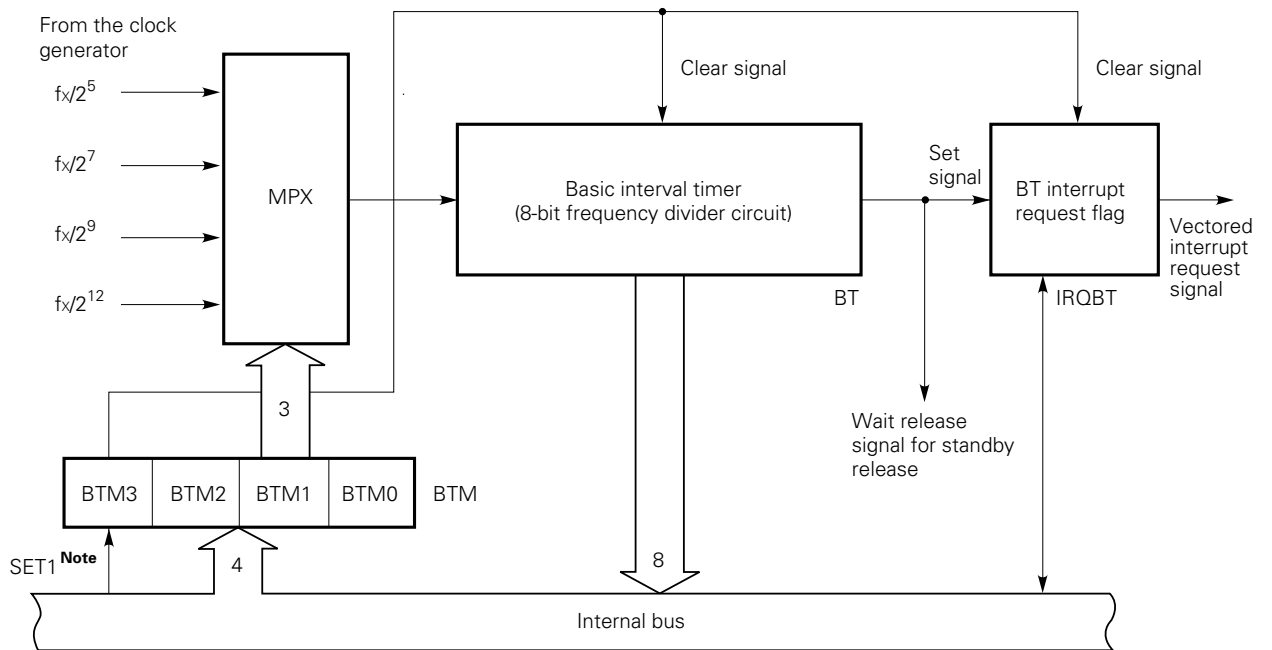 From the clock
generator
fx/2^5
fx/2^7
fx/2^9
fx/2^12
MPX
Clear signal
Clear signal
Basic interval timer
(8-bit frequency divider circuit)
BT
Set
signal
BT interrupt
request flag
IRQBT
Vectored
interrupt
request
signal
Wait release
signal for standby
release
3
BTM3 BTM2 BTM1 BTM0 BTM
SET1 Note
4
8
Internal bus